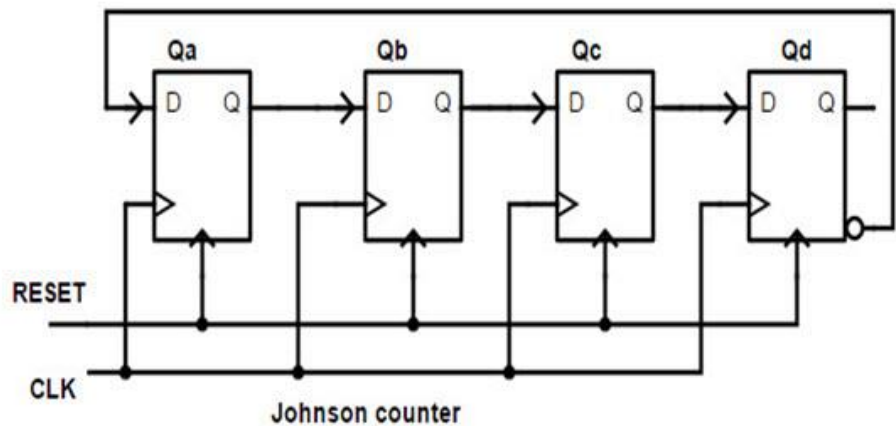 Qa Qb Qc Qd
D Q D Q D Q D Q
RESET
CLK
Johnson counter